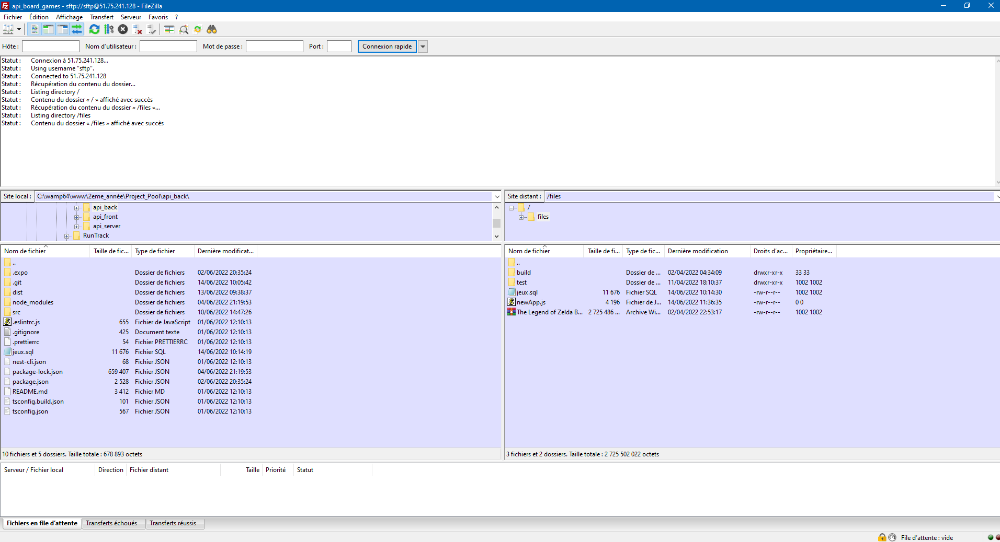 api_board_games - sftp://sftp@51.75.241.128 - FileZilla
Fichier Édition Affichage Transfert Serveur Favoris ?
Hôte : Nom d'utilisateur : Mot de passe : Port : Connexion rapide
Statut : Connexion à 51.75.241.128...
Statut : Using username "sftp".
Statut : Connected to 51.75.241.128
Statut : Récupération du contenu du dossier...
Statut : Listing directory /
Statut : Contenu du dossier « / » affiché avec succès
Statut : Récupération du contenu du dossier « /files »...
Statut : Listing directory /files
Statut : Contenu du dossier « /files » affiché avec succès
Site local : C:\wamp64\www\2eme_année\Project_Pool\api_back\
api_back
api_front
api_server
RunTrack
Nom de fichier Taille de fic... Type de fichier Dernière modificat...
..
.expo Dossier de fichiers 02/06/2022 20:35:24
.git Dossier de fichiers 14/06/2022 10:05:42
dist Dossier de fichiers 13/06/2022 09:38:37
node_modules Dossier de fichiers 04/06/2022 21:19:53
src Dossier de fichiers 10/06/2022 14:47:26
.eslintrc.js 655 Fichier de JavaScript 01/06/2022 12:10:13
.gitignore 425 Document texte 01/06/2022 12:10:13
.prettierrc 54 Fichier PRETTIERRC 01/06/2022 12:10:13
jeux.sql 11 676 Fichier SQL 14/06/2022 10:14:19
nest-cli.json 68 Fichier JSON 01/06/2022 12:10:13
package-lock.json 659 407 Fichier JSON 04/06/2022 21:19:53
package.json 2 528 Fichier JSON 02/06/2022 20:35:24
README.md 3 412 Fichier MD 01/06/2022 12:10:13
tsconfig.build.json 101 Fichier JSON 01/06/2022 12:10:13
tsconfig.json 567 Fichier JSON 01/06/2022 12:10:13
10 fichiers et 5 dossiers. Taille totale : 678 893 octets
Site distant : /files
/
files
Nom de fichier Taille de fi... Type de fic... Dernière modification Droits d'ac... Propriétaire...
..
build Dossier de ... 02/04/2022 04:34:09 drwxr-xr-x 33 33
test Dossier de ... 11/04/2022 18:10:37 drwxr-xr-x 1002 1002
jeux.sql 11 676 Fichier SQL 14/06/2022 10:14:30 -rw-r--r-- 1002 1002
newApp.js 4 196 Fichier de J... 14/06/2022 11:36:35 -rw-r--r-- 0 0
The Legend of Zelda B... 2 725 486 ... Archive Wi... 02/04/2022 22:53:17 -rw-r--r-- 1002 1002
3 fichiers et 2 dossiers. Taille totale : 2 725 502 022 octets
Serveur / Fichier local Direction Fichier distant Taille Priorité Statut
Fichiers en file d'attente Transferts échoués Transferts réussis
File d'attente : vide